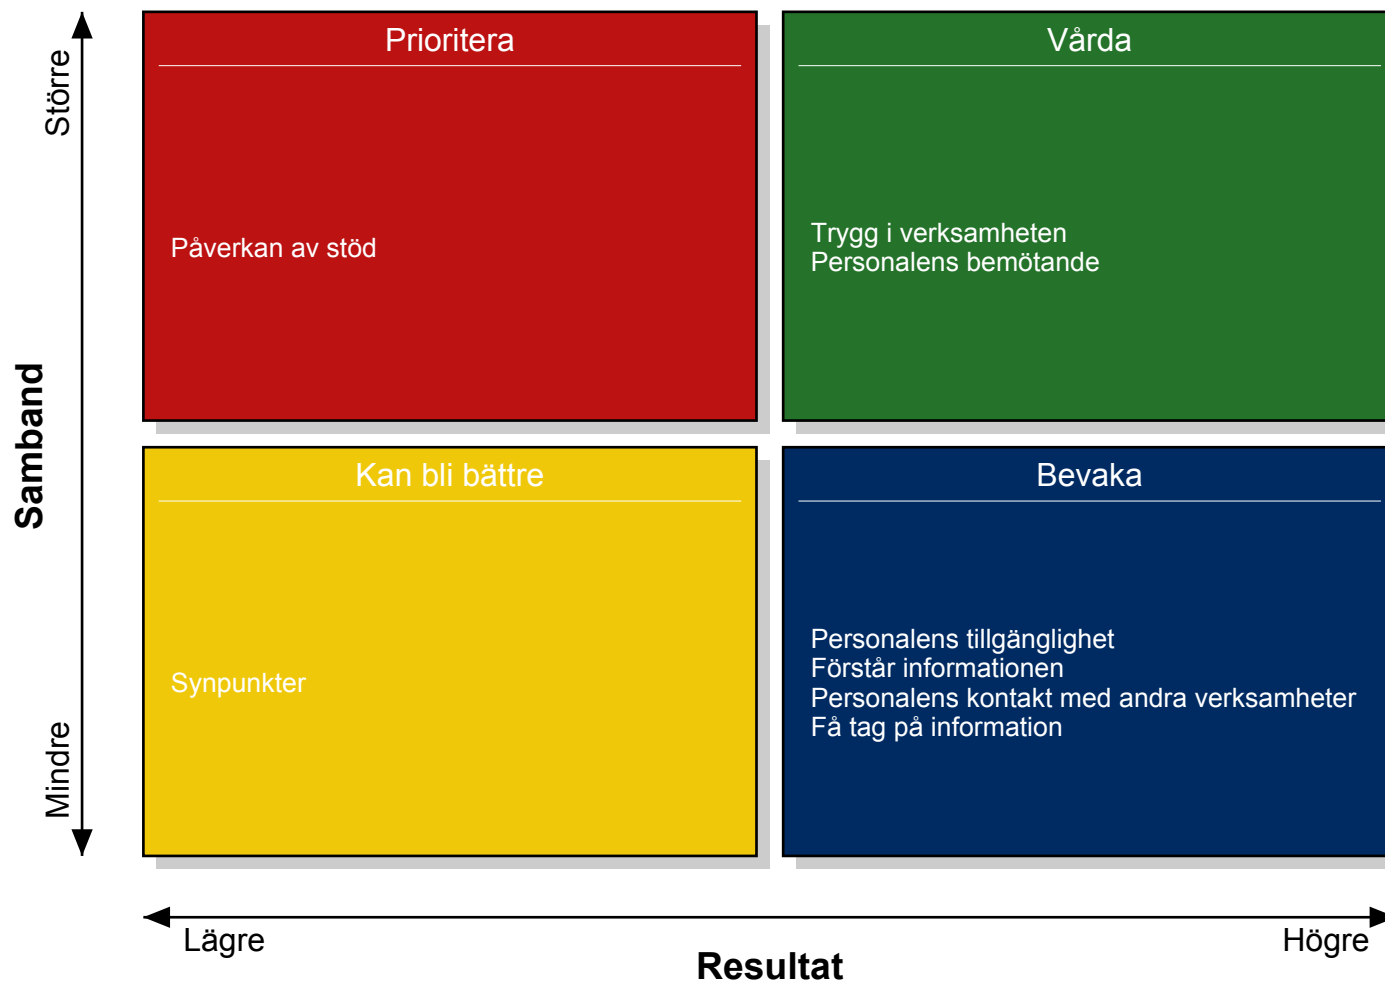 Större
Samband
Mindre
Prioritera
Påverkan av stöd
Vårda
Trygg i verksamheten
Personalens bemötande
Kan bli bättre
Synpunkter
Bevaka
Personalens tillgänglighet
Förstår informationen
Personalens kontakt med andra verksamheter
Få tag på information
Lägre
Högre
Resultat